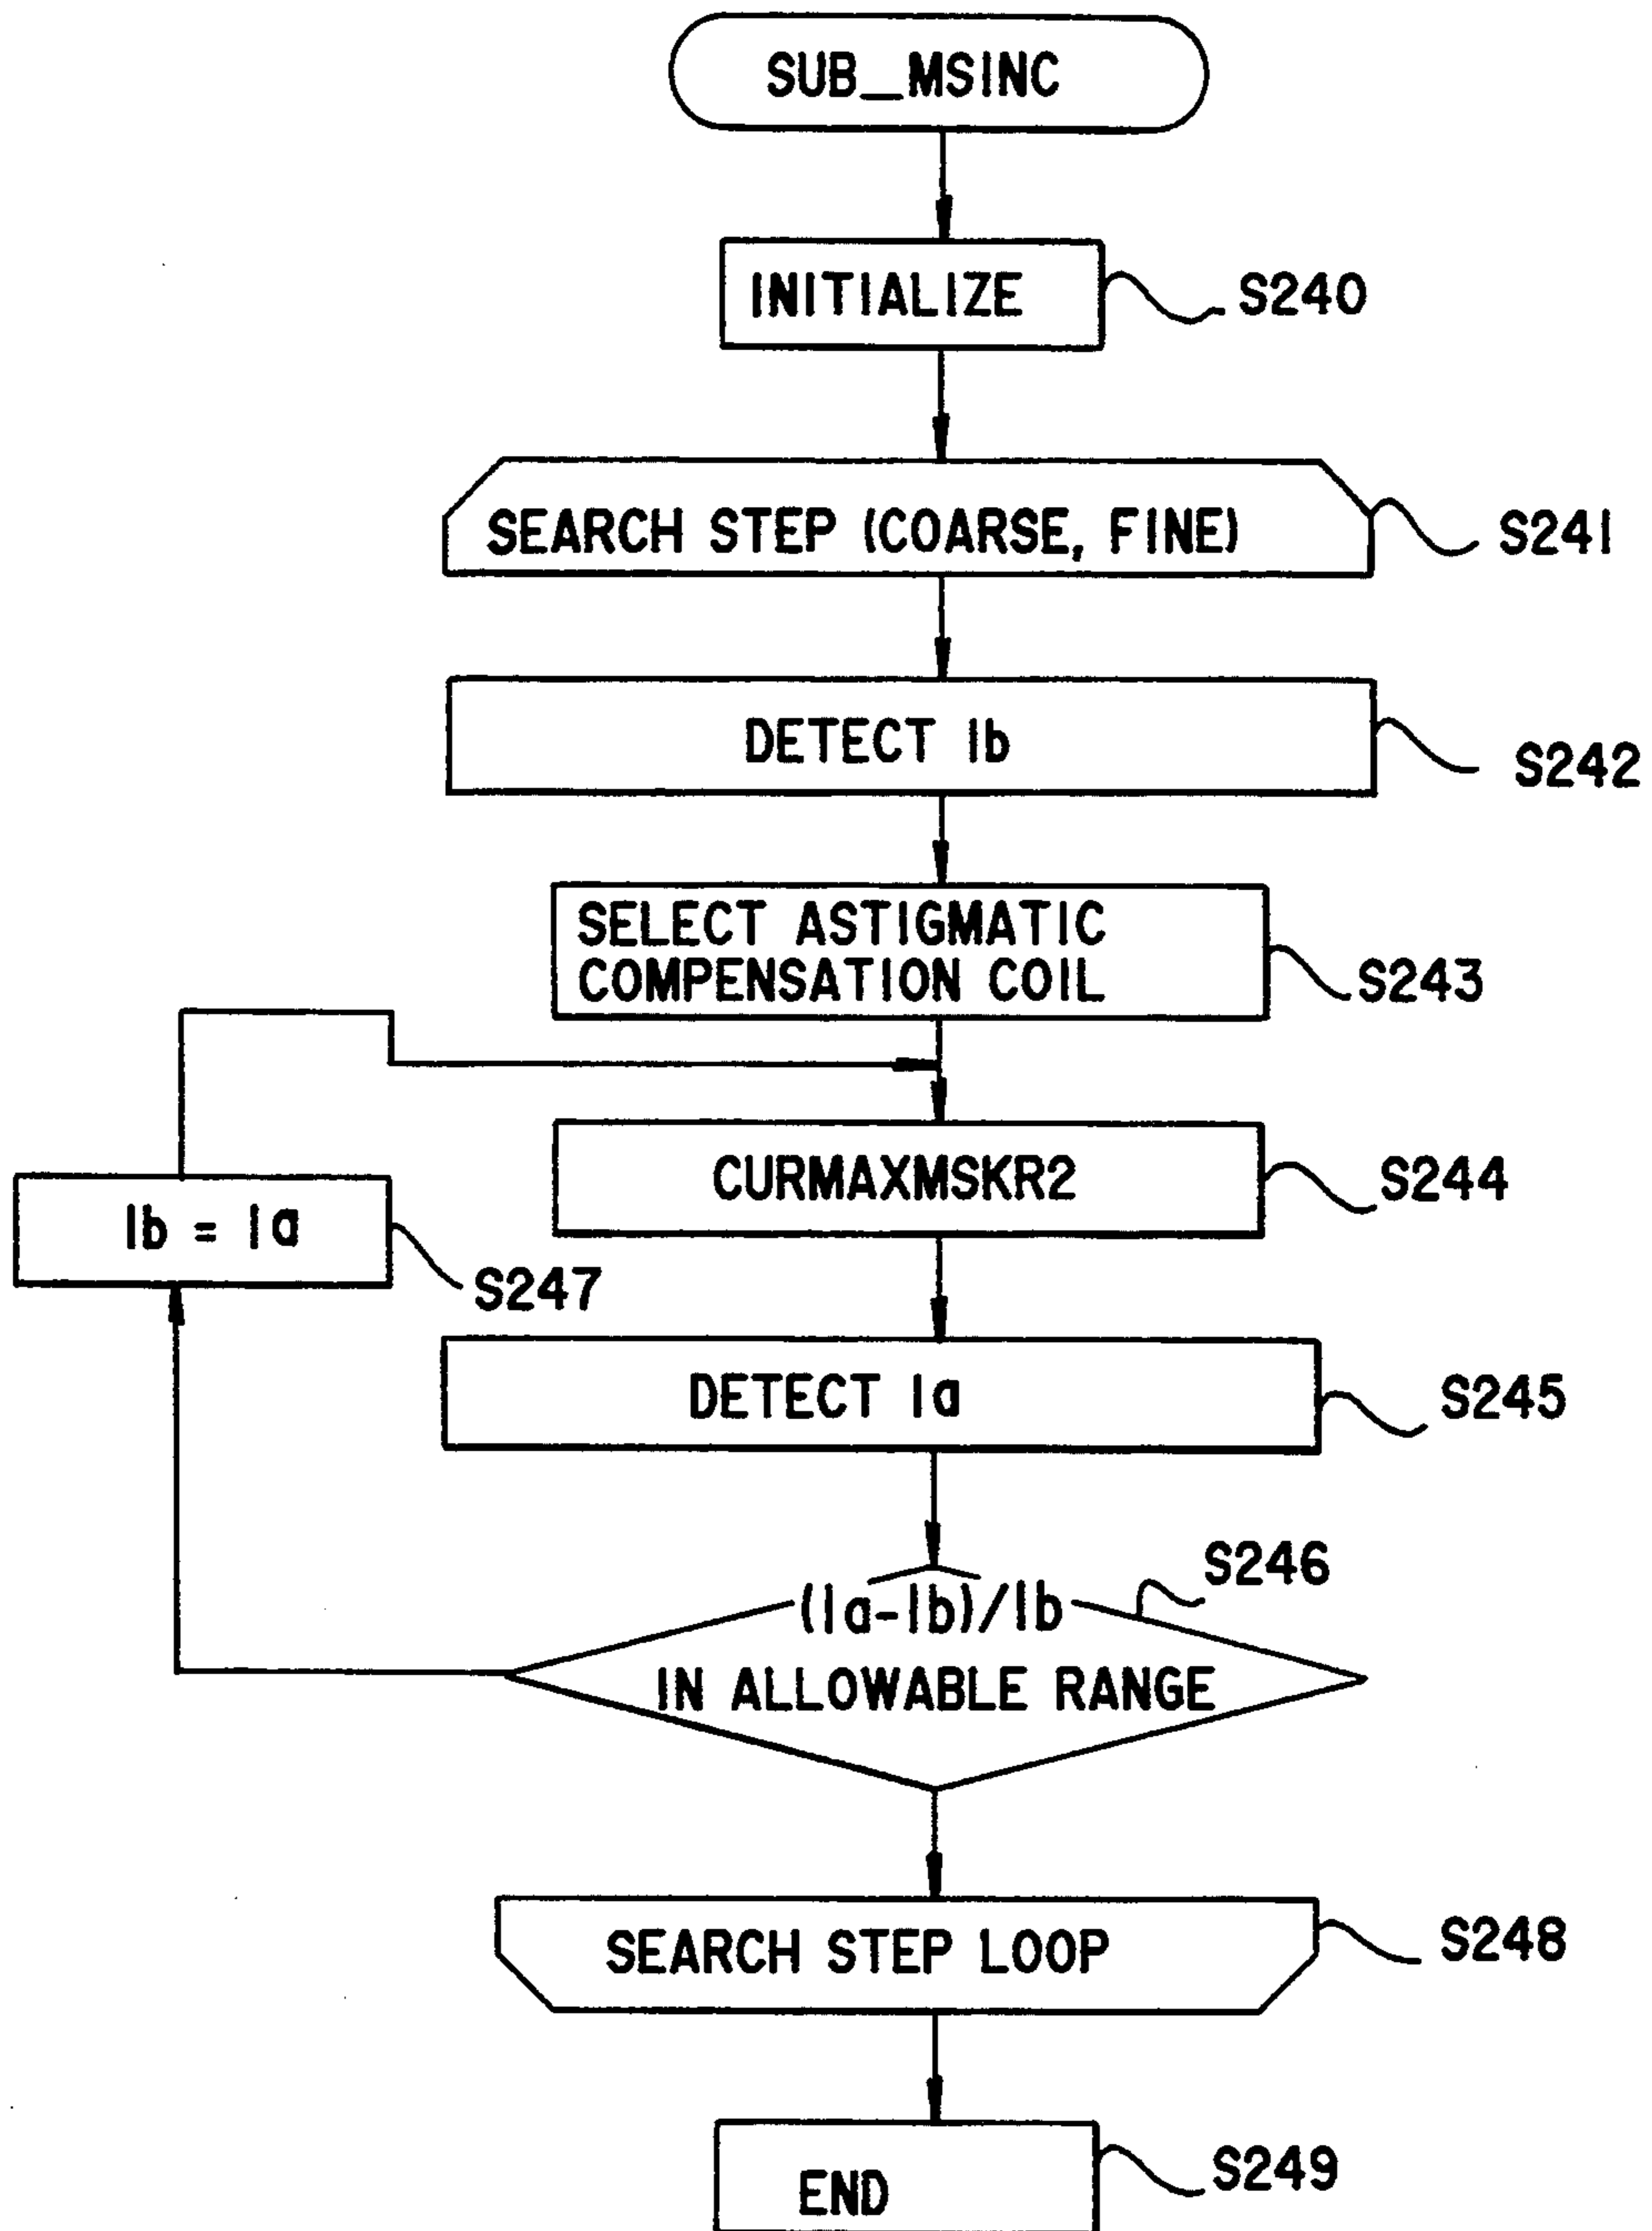 SUB_MSINC
INITIALIZE
S240
SEARCH STEP (COARSE, FINE)
S241
DETECT Ib
S242
SELECT ASTIGMATIC
COMPENSATION COIL
S243
CURMAXMSKR2
S244
Ib = Ia
S247
DETECT Ia
S245
S246
(Ia-Ib)/Ib
IN ALLOWABLE RANGE
SEARCH STEP LOOP
S248
END
S249